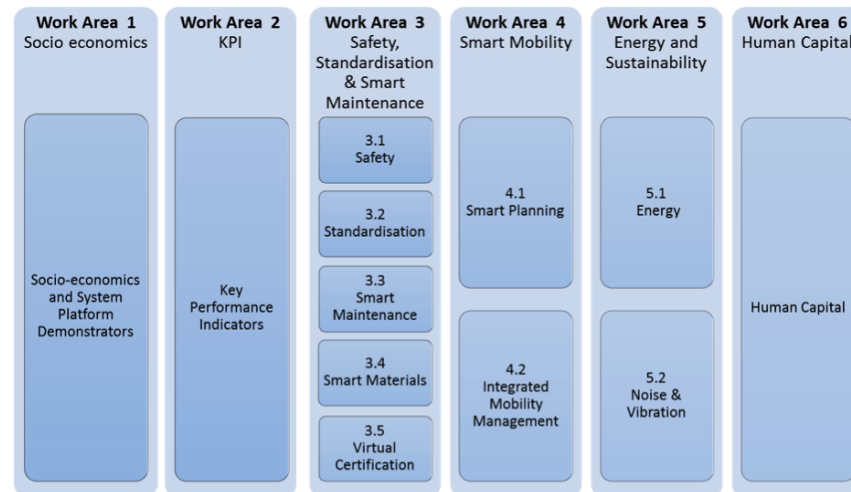 Work Area 1
Socio economics
Socio-economics
and System
Platform
Demonstrators
Work Area 2
KPI
Key
Performance
Indicators
Work Area 3
Safety,
Standardisation
& Smart
Maintenance
3.1
Safety
3.2
Standardisation
3.3
Smart
Maintenance
3.4
Smart Materials
3.5
Virtual
Certification
Work Area 4
Smart Mobility
4.1
Smart Planning
4.2
Integrated
Mobility
Management
Work Area 5
Energy and
Sustainability
5.1
Energy
5.2
Noise &
Vibration
Work Area 6
Human Capital
Human Capital